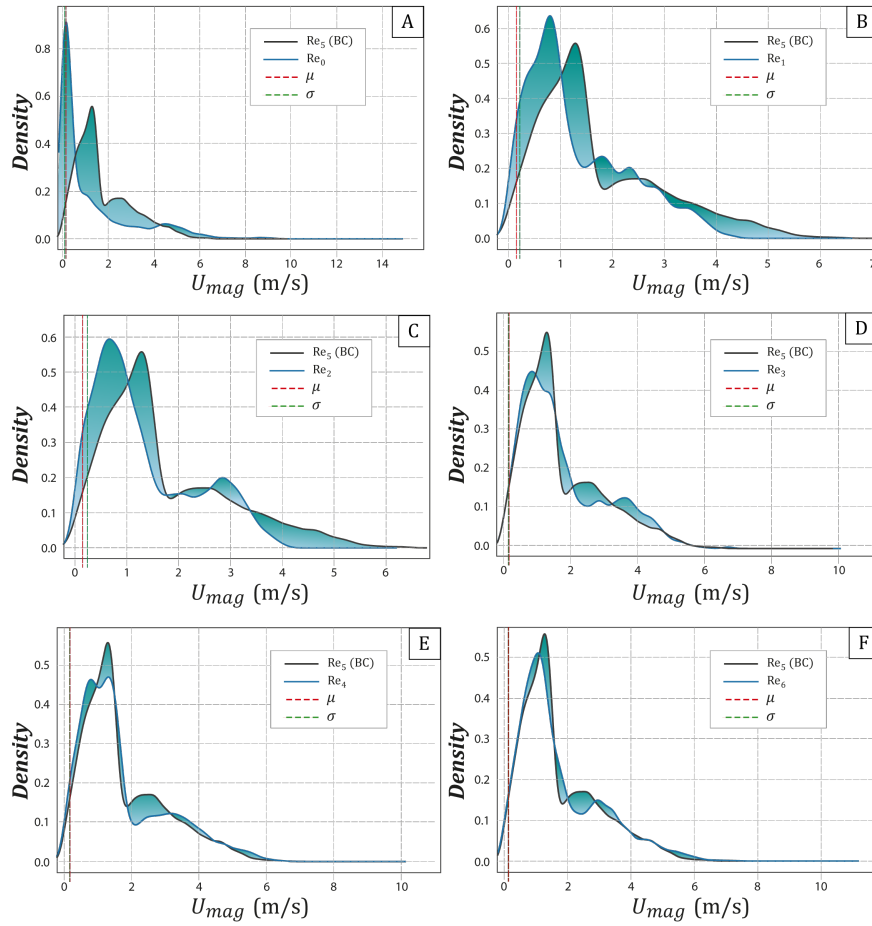 A
Re5 (BC)
Re0
μ
σ
Density
0.8
0.6
0.4
0.2
0.0
0 2 4 6 8 10 12 14
Umag (m/s)
B
Re5 (BC)
Re1
μ
σ
Density
0.6
0.5
0.4
0.3
0.2
0.1
0.0
0 1 2 3 4 5 6 7
Umag (m/s)
C
Re5 (BC)
Re2
μ
σ
Density
0.6
0.5
0.4
0.3
0.2
0.1
0.0
0 1 2 3 4 5 6
Umag (m/s)
D
Re5 (BC)
Re3
μ
σ
Density
0.5
0.4
0.3
0.2
0.1
0.0
0 2 4 6 8 10
Umag (m/s)
E
Re5 (BC)
Re4
μ
σ
Density
0.5
0.4
0.3
0.2
0.1
0.0
0 2 4 6 8 10
Umag (m/s)
F
Re5 (BC)
Re6
μ
σ
Density
0.5
0.4
0.3
0.2
0.1
0.0
0 2 4 6 8 10
Umag (m/s)